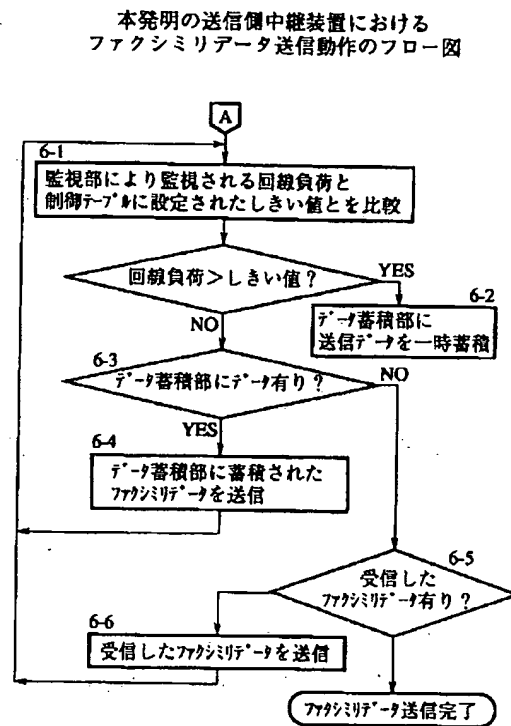 本発明の送信側中継装置における
ファクシミリデータ送信動作のフロー図
A
6-1
監視部により監視される回線負荷と
制御テーブルに設定されたしきい値とを比較
回線負荷>しきい値?
YES
6-2
データ蓄積部に
送信データを一時蓄積
NO
6-3
データ蓄積部にデータ有り?
NO
YES
6-4
データ蓄積部に蓄積された
ファクシミリデータを送信
6-5
受信した
ファクシミリデータ有り?
6-6
受信したファクシミリデータを送信
ファクシミリデータ送信完了